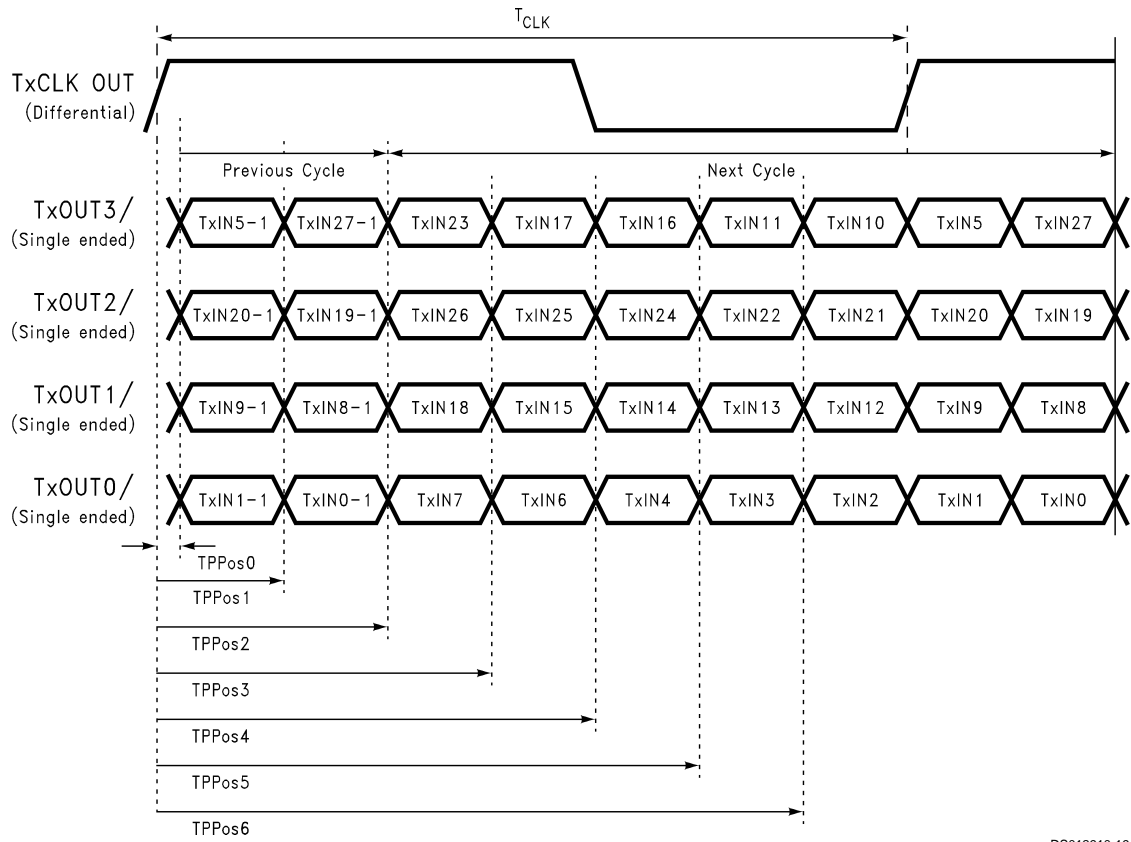 TCLK
TxCLK OUT
(Differential)
Previous Cycle
Next Cycle
TxOUT3/
(Single ended)
TxIN5-1 TxIN27-1 TxIN23 TxIN17 TxIN16 TxIN11 TxIN10 TxIN5 TxIN27
TxOUT2/
(Single ended)
TxIN20-1 TxIN19-1 TxIN26 TxIN25 TxIN24 TxIN22 TxIN21 TxIN20 TxIN19
TxOUT1/
(Single ended)
TxIN9-1 TxIN8-1 TxIN18 TxIN15 TxIN14 TxIN13 TxIN12 TxIN9 TxIN8
TxOUT0/
(Single ended)
TxIN1-1 TxIN0-1 TxIN7 TxIN6 TxIN4 TxIN3 TxIN2 TxIN1 TxIN0
TPPos0
TPPos1
TPPos2
TPPos3
TPPos4
TPPos5
TPPos6